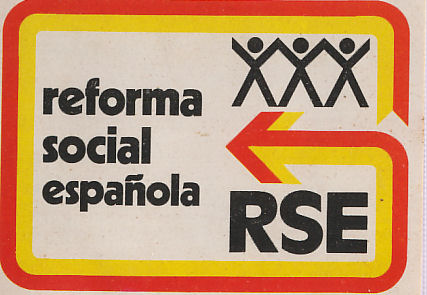 reforma
social
española
RSE